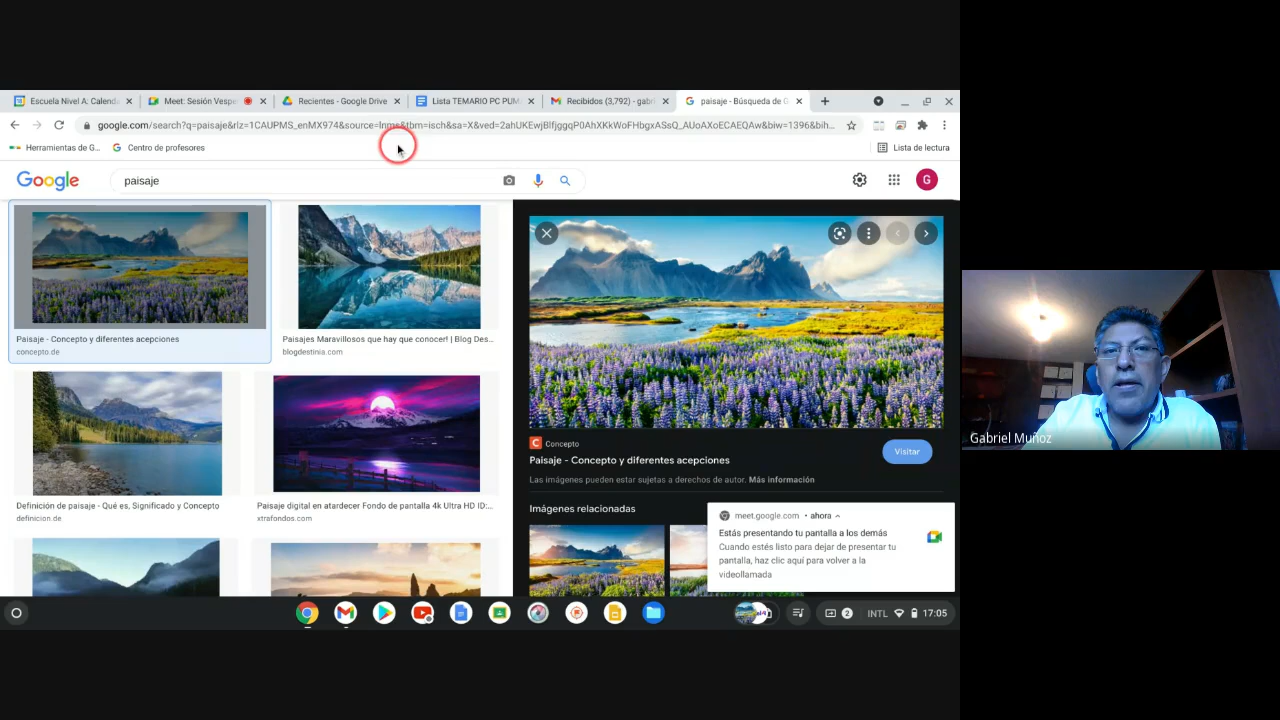 Escuela Nivel A: Calenda
Meet: Sesión Vespe
Recientes - Google Drive
Lista TEMARIO PC PUM
Recibidos (3,792) - gabri
paisaje - Búsqueda de G
google.com/search?q=paisaje&rlz=1CAUPMS_enMX974&source=lnms&tbm=isch&sa=X&ved=2ahUKEwjBlfjggqP0AhXKkWoFHbgxASsQ_AUoAXoECAEQAw&biw=1396&bih...
Herramientas de G...
Centro de profesores
Lista de lectura
Google
paisaje
G
Paisaje - Concepto y diferentes acepciones
concepto.de
Paisajes Maravillosos que hay que conocer! | Blog Des...
blogdestinia.com
Definición de paisaje - Qué es, Significado y Concepto
definicion.de
Paisaje digital en atardecer Fondo de pantalla 4k Ultra HD ID:...
xtrafondos.com
C Concepto
Paisaje - Concepto y diferentes acepciones
Visitar
Las imágenes pueden estar sujetas a derechos de autor. Más información
Imágenes relacionadas
meet.google.com • ahora
Estás presentando tu pantalla a los demás
Cuando estés listo para dejar de presentar tu
pantalla, haz clic aquí para volver a la
videollamada
2
INTL
17:05
Gabriel Muñoz